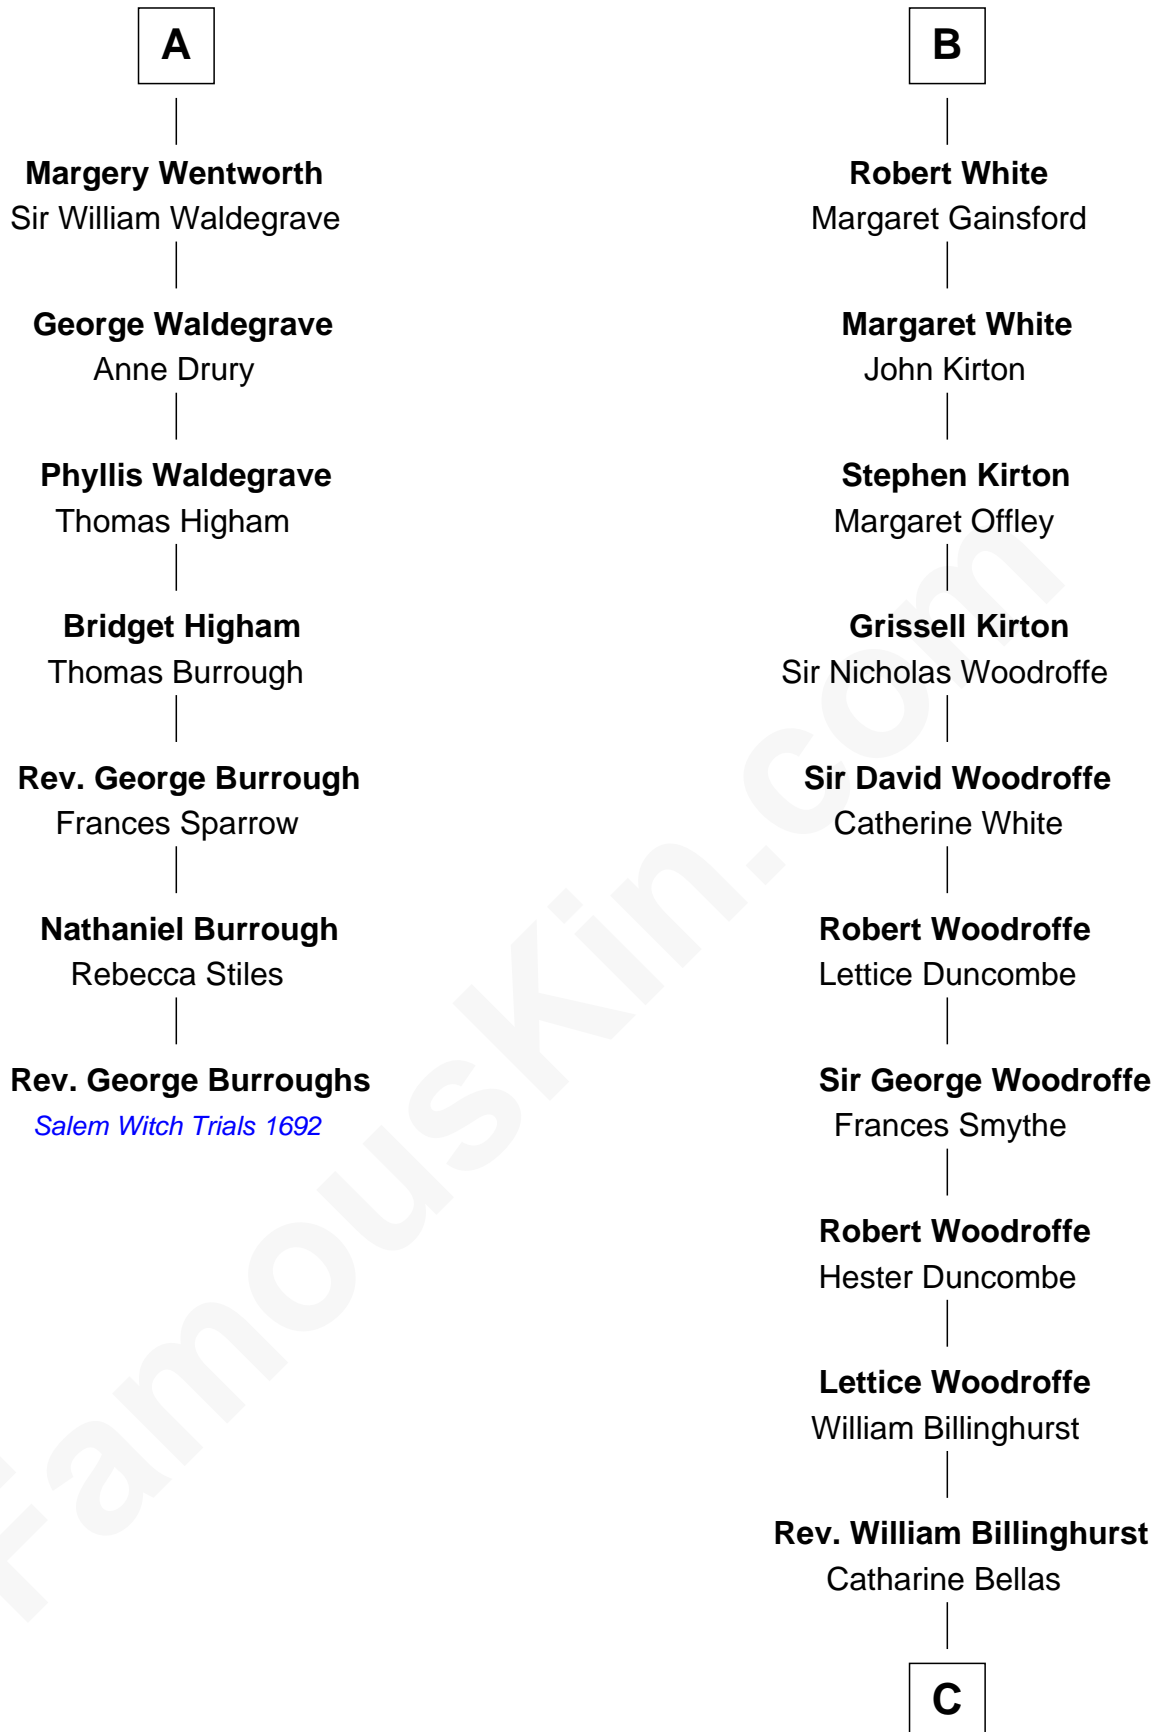 A
Margery Wentworth
Sir William Waldegrave
George Waldegrave
Anne Drury
Phyllis Waldegrave
Thomas Higham
Bridget Higham
Thomas Burrough
Rev. George Burrough
Frances Sparrow
Nathaniel Burrough
Rebecca Stiles
Rev. George Burroughs
Salem Witch Trials 1692
B
Robert White
Margaret Gainsford
Margaret White
John Kirton
Stephen Kirton
Margaret Offley
Grissell Kirton
Sir Nicholas Woodroffe
Sir David Woodroffe
Catherine White
Robert Woodroffe
Lettice Duncombe
Sir George Woodroffe
Frances Smythe
Robert Woodroffe
Hester Duncombe
Lettice Woodroffe
William Billinghurst
Rev. William Billinghurst
Catharine Bellas
C
FamousKin.com